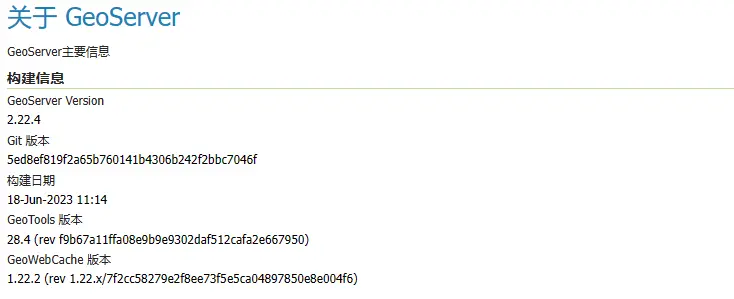 关于 GeoServer
GeoServer主要信息
构建信息
GeoServer Version
2.22.4
Git 版本
5ed8ef819f2a65b760141b4306b242f2bbc7046f
构建日期
18-Jun-2023 11:14
GeoTools 版本
28.4 (rev f9b67a11ffa08e9b9e9302daf512cafa2e667950)
GeoWebCache 版本
1.22.2 (rev 1.22.x/7f2cc58279e2f8ee73f5e5ca04897850e8e004f6)